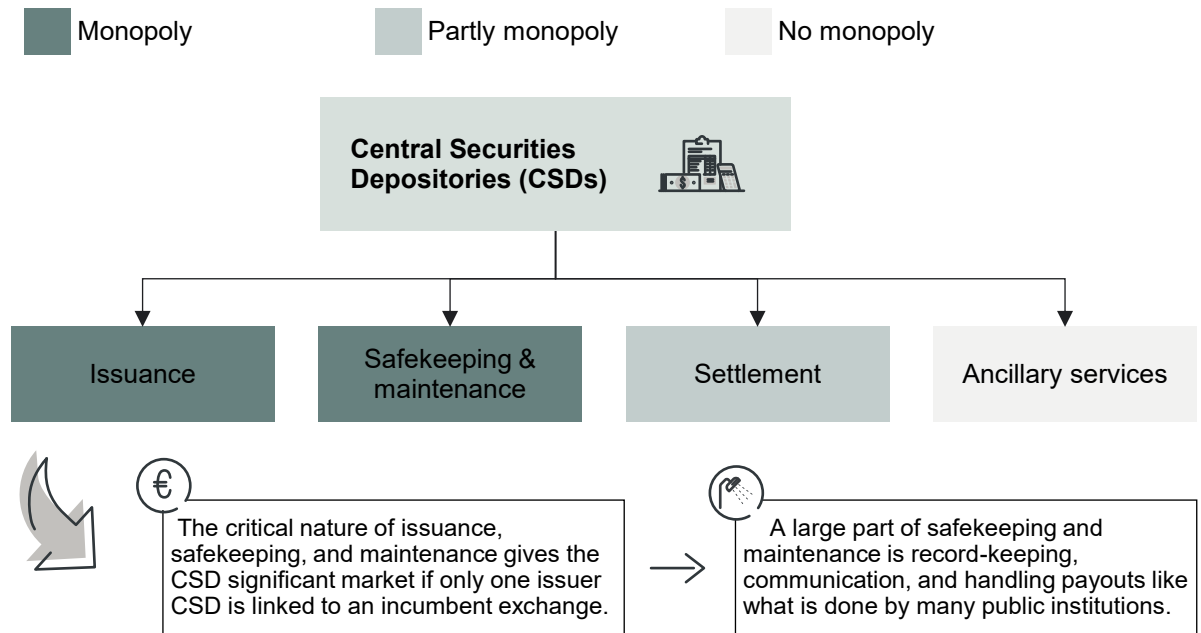 Monopoly
Partly monopoly
No monopoly
Central Securities
Depositories (CSDs)
$
Issuance
Safekeeping &
maintenance
Settlement
Ancillary services
€
The critical nature of issuance,
safekeeping, and maintenance gives the
CSD significant market if only one issuer
CSD is linked to an incumbent exchange.
A large part of safekeeping and
maintenance is record-keeping,
communication, and handling payouts like
what is done by many public institutions.